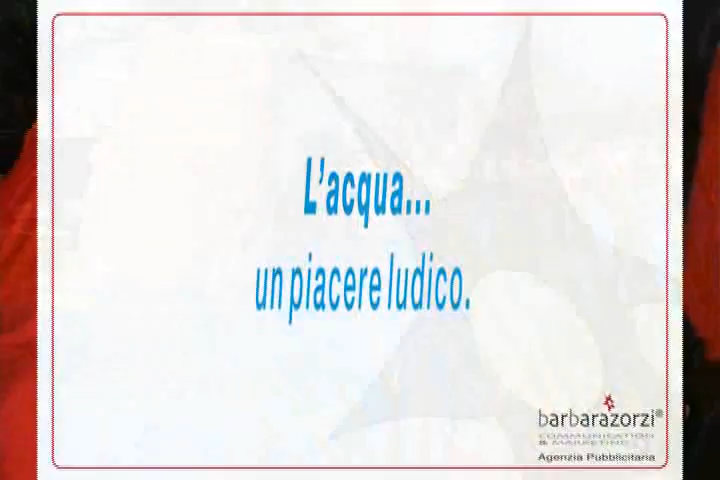 L'acqua...
un piacere ludico.
barbarazorzi®
COMMUNICATION
& MARKETING
Agenzia Pubblicitaria